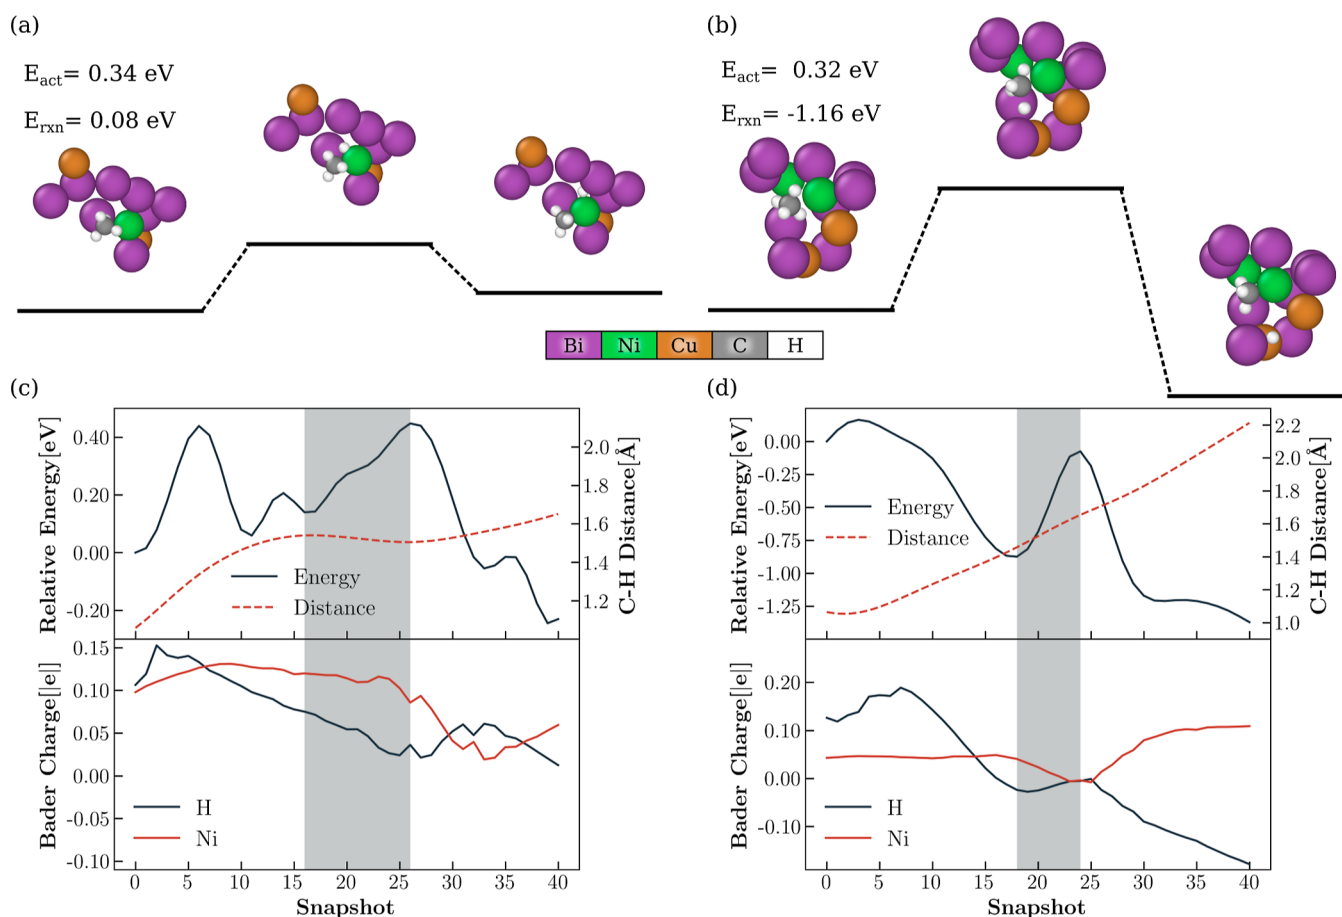 (a)
E_act= 0.34 eV
E_rxn= 0.08 eV
(b)
E_act= 0.32 eV
E_rxn= -1.16 eV
Bi Ni Cu C H
(c)
Relative Energy[eV]
0.40
0.20
0.00
-0.20
Energy
Distance
2.0
1.8
1.6
1.4
1.2
C-H Distance[Å]
Bader Charge[|e|]
0.15
0.10
0.05
0.00
-0.05
-0.10
H
Ni
0 5 10 15 20 25 30 35 40
Snapshot
(d)
Relative Energy[eV]
0.00
-0.25
-0.50
-0.75
-1.00
-1.25
Energy
Distance
2.2
2.0
1.8
1.6
1.4
1.2
1.0
C-H Distance[Å]
Bader Charge[|e|]
0.20
0.10
0.00
-0.10
H
Ni
0 5 10 15 20 25 30 35 40
Snapshot